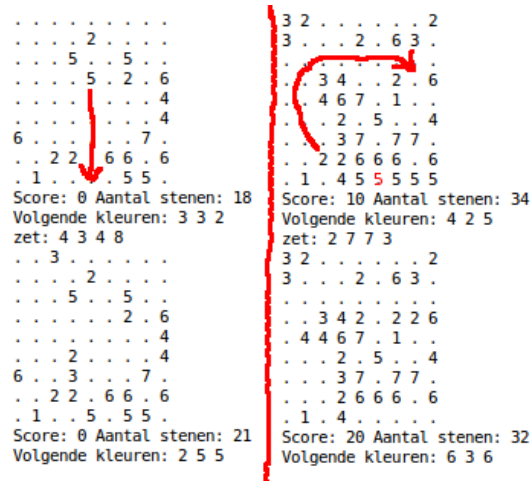 . . . . . . . . .
. . . . 2 . . . .
. . . 5 . . 5 . .
. . . . 5 . 2 . 6
. . . . . . . . 4
. . . . . . . . 4
6 . . . . . . 7 .
. . 2 2 . 6 6 . 6
. 1 . . . . 5 5 .
Score: 0 Aantal stenen: 18
Volgende kleuren: 3 3 2
zet: 4 3 4 8
. . 3 . . . . . .
. . . . 2 . . . .
. . . 5 . . 5 . .
. . . . . . 2 . 6
. . . . . . . . 4
. . . 2 . . . . 4
6 . . 3 . . . 7 .
. . 2 2 . 6 6 . 6
. 1 . . 5 . 5 5 .
Score: 0 Aantal stenen: 21
Volgende kleuren: 2 5 5
3 2 . . . . . . 2
3 . . . 2 . 6 3 .
. . . . . . . . .
. . 3 4 . . 2 . 6
. . 4 6 7 . 1 . .
. . . 2 . 5 . . 4
. . . 3 7 . 7 7 .
. . 2 2 6 6 6 . 6
. 1 . 4 5 5 5 5 5
Score: 10 Aantal stenen: 34
Volgende kleuren: 4 2 5
zet: 2 7 7 3
3 2 . . . . . . 2
3 . . . 2 . 6 3 .
. . . . . . . . .
. . 3 4 2 . 2 2 6
. 4 4 6 7 . 1 . .
. . . 2 . 5 . . 4
. . . 3 7 . 7 7 .
. . . 2 6 6 6 . 6
. 1 . 4 . . . . .
Score: 20 Aantal stenen: 32
Volgende kleuren: 6 3 6